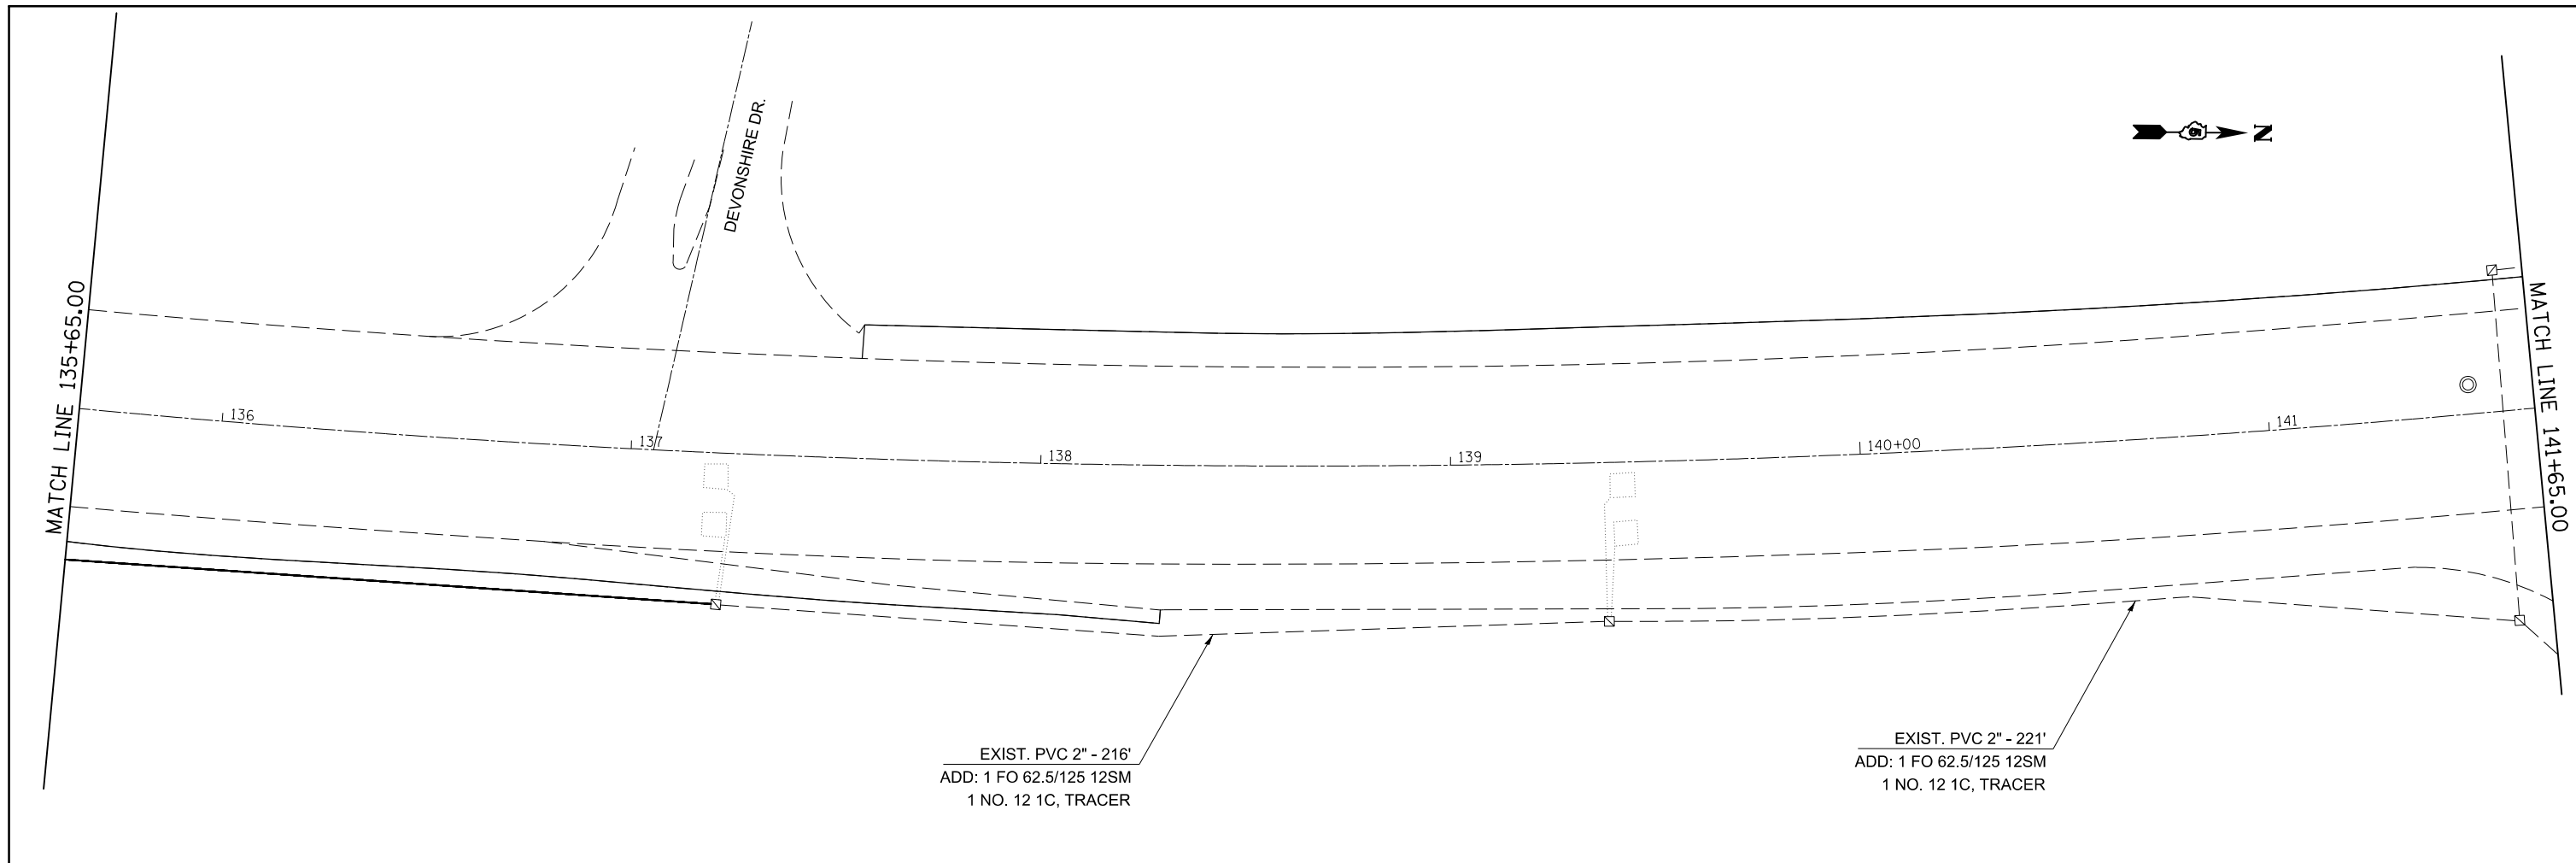 DEVONSHIRE DR.
N
MATCH LINE 135+65.00
MATCH LINE 141+65.00
136
137
138
139
140+00
141
EXIST. PVC 2" - 216'
ADD: 1 FO 62.5/125 12SM
1 NO. 12 1C, TRACER
EXIST. PVC 2" - 221'
ADD: 1 FO 62.5/125 12SM
1 NO. 12 1C, TRACER